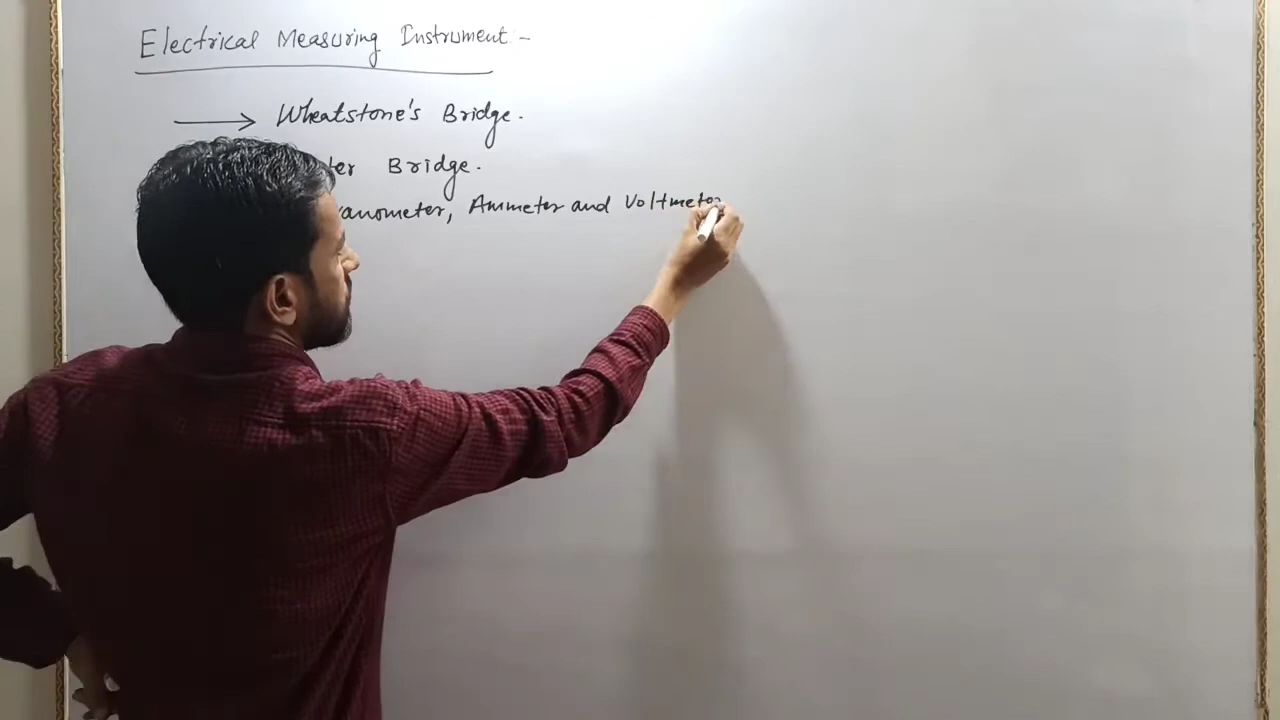 Electrical Measuring Instrument :-
→ Wheatstone's Bridge.
Bridge.
Ammeter and Voltmeter